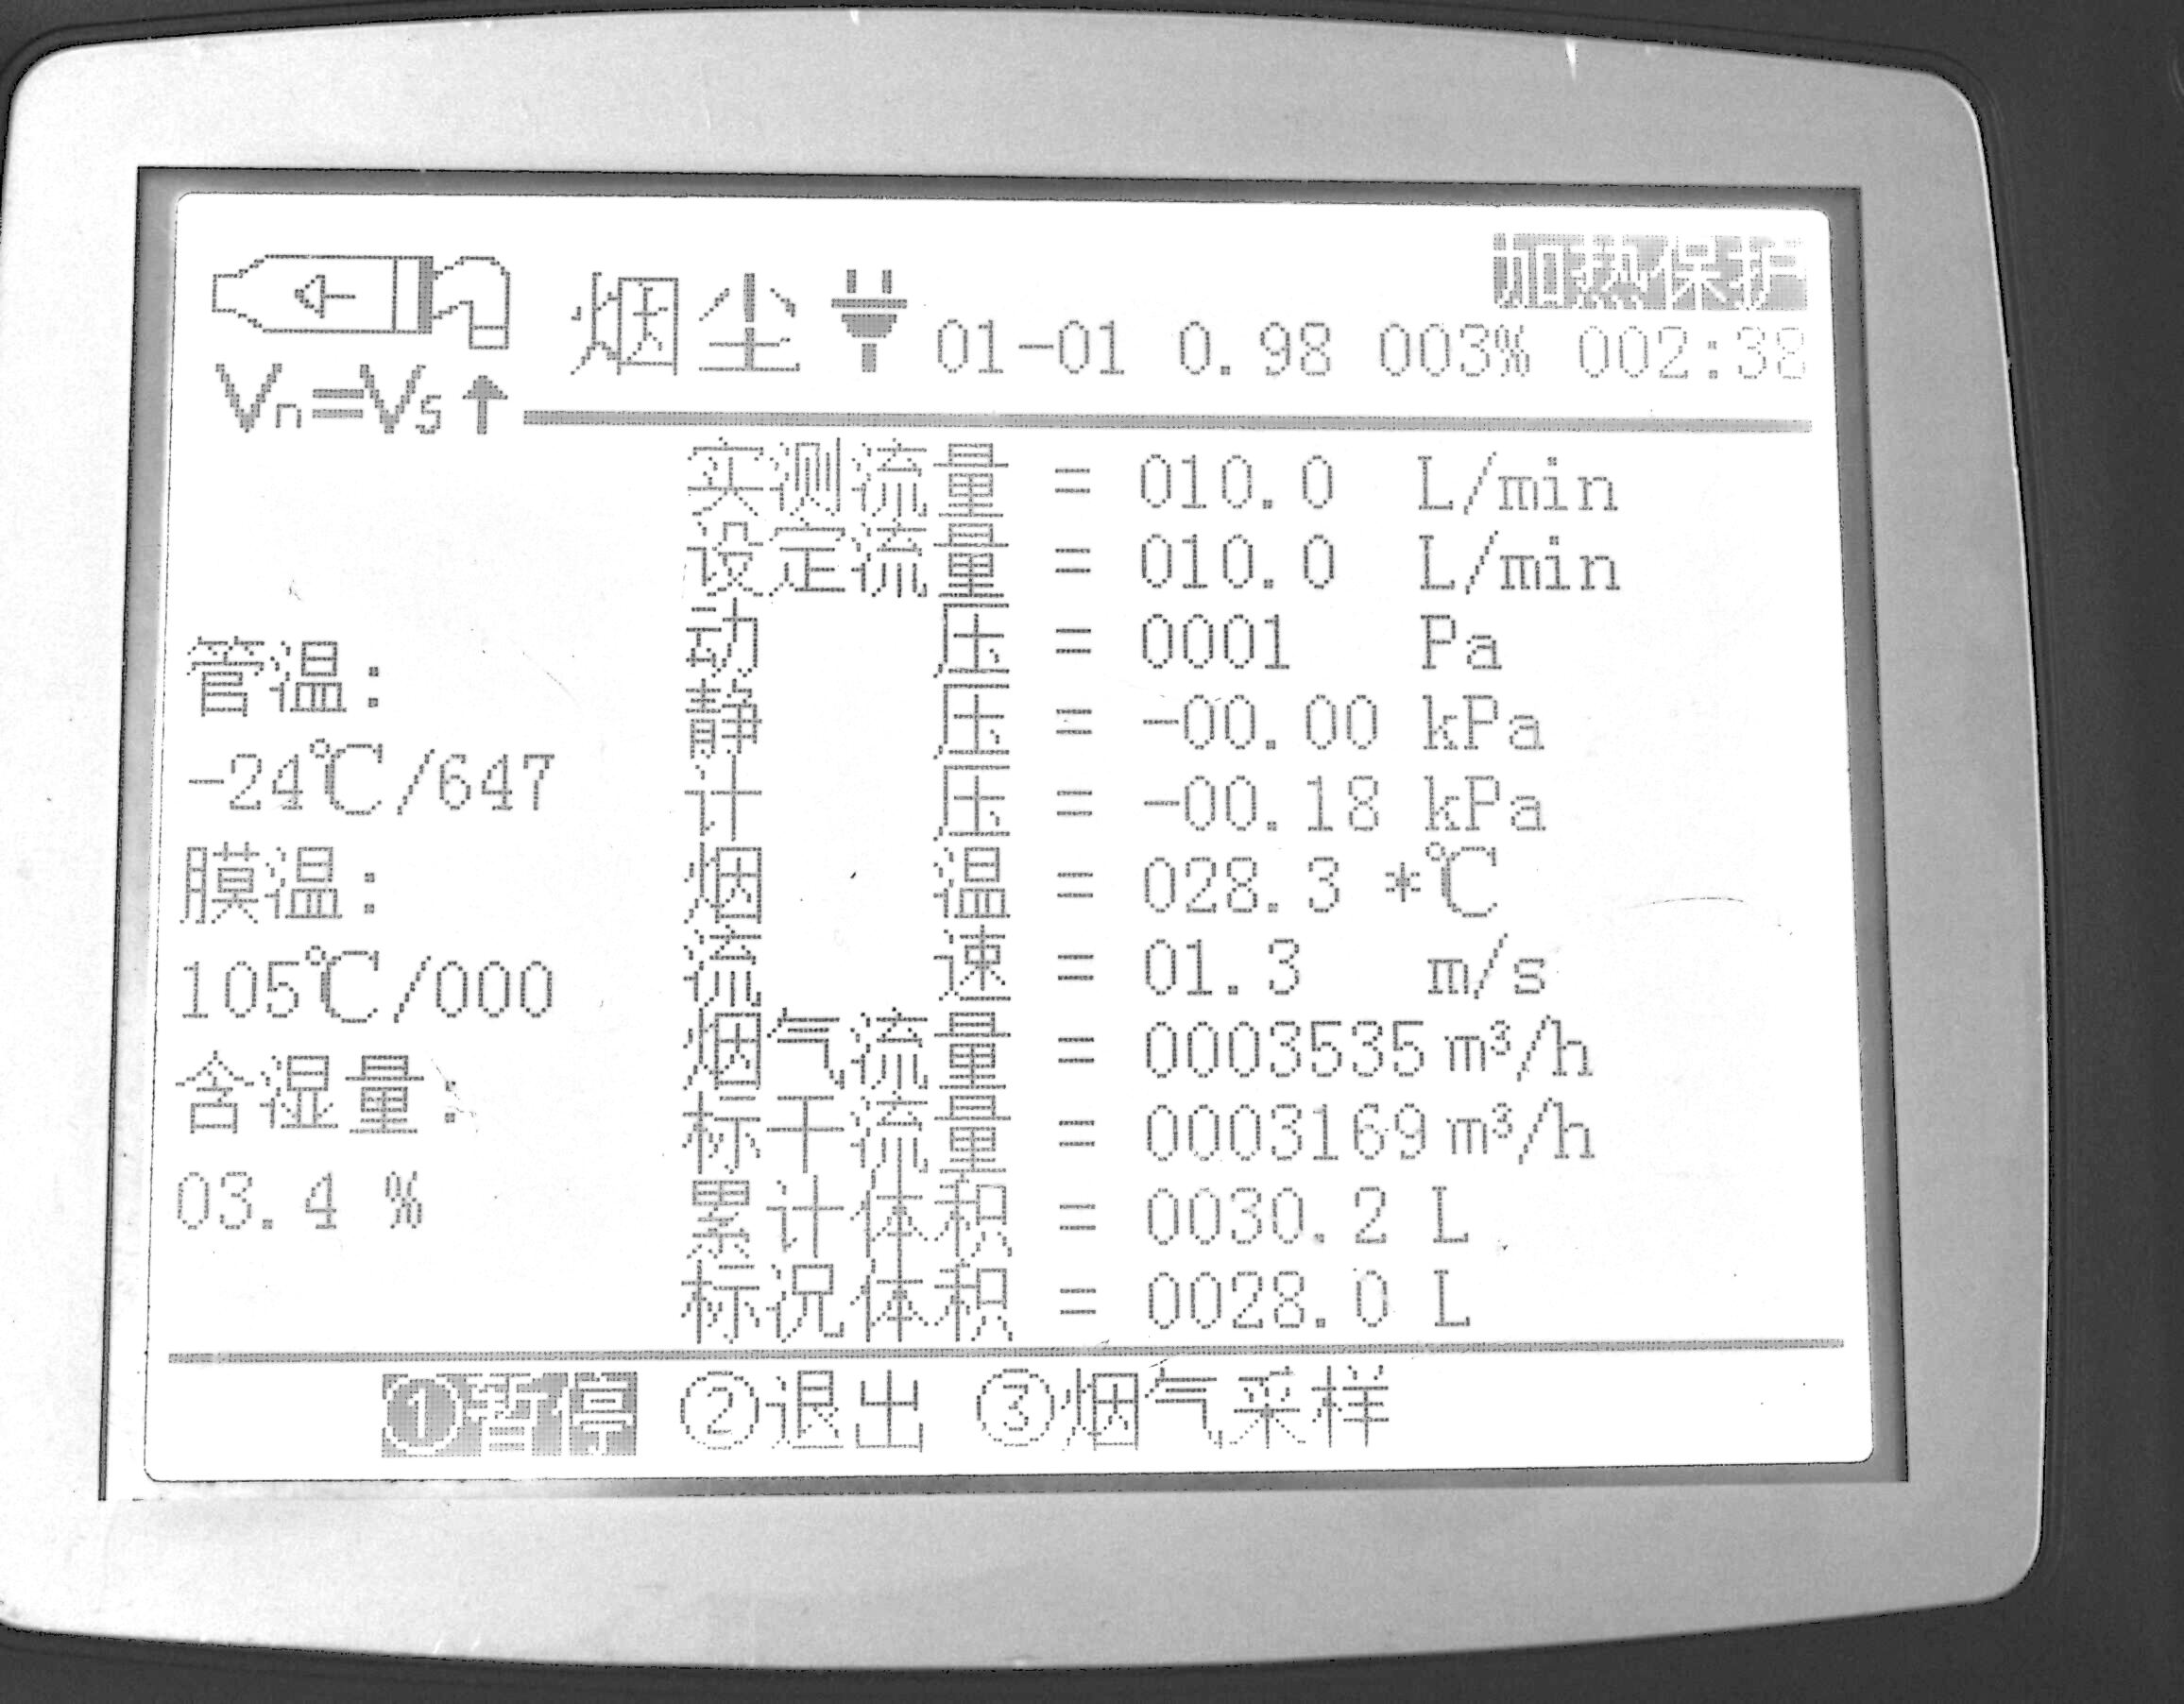 加热保护
烟尘 01-01 0.98 003% 002:38
Vn=Vs↑
实测流量 = 010.0 L/min
设定流量 = 010.0 L/min
动压 = 0001 Pa
静压 = -00.00 kPa
计压 = -00.18 kPa
烟温 = 028.3 *℃
流速 = 01.3 m/s
烟气流量 = 0003535 m³/h
标干流量 = 0003169 m³/h
累计体积 = 0030.2 L
标况体积 = 0028.0 L
管温:
-24℃/647
膜温:
105℃/000
含湿量:
03.4 %
①暂停 ②退出 ③烟气采样